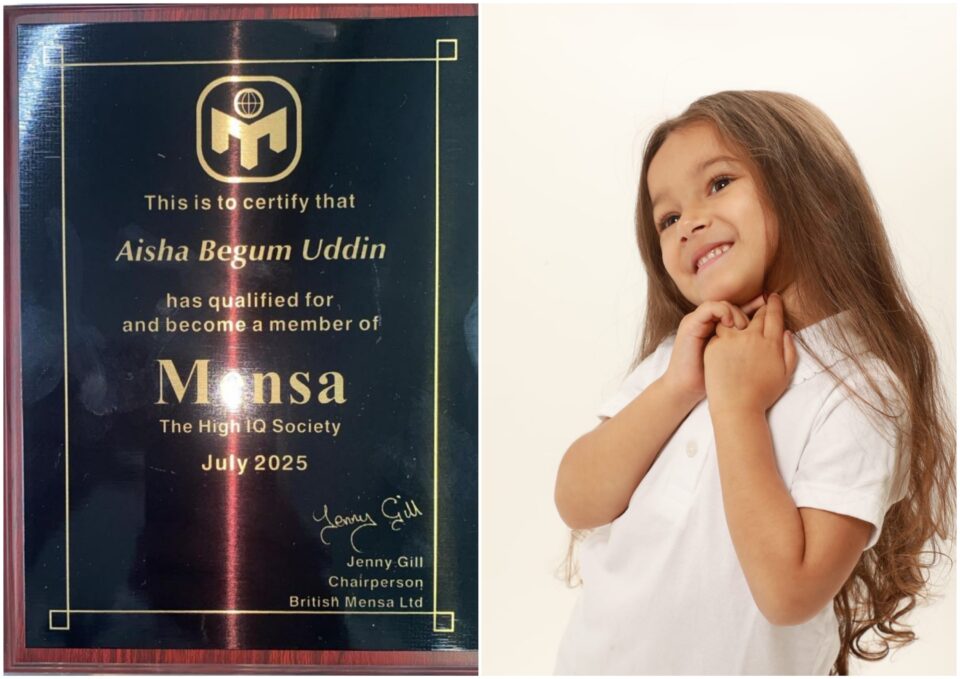 This is to certify that
Aisha Begum Uddin
has qualified for
and become a member of
Mensa
The High IQ Society
July 2025
Jenny Gill
Jenny Gill
Chairperson
British Mensa Ltd